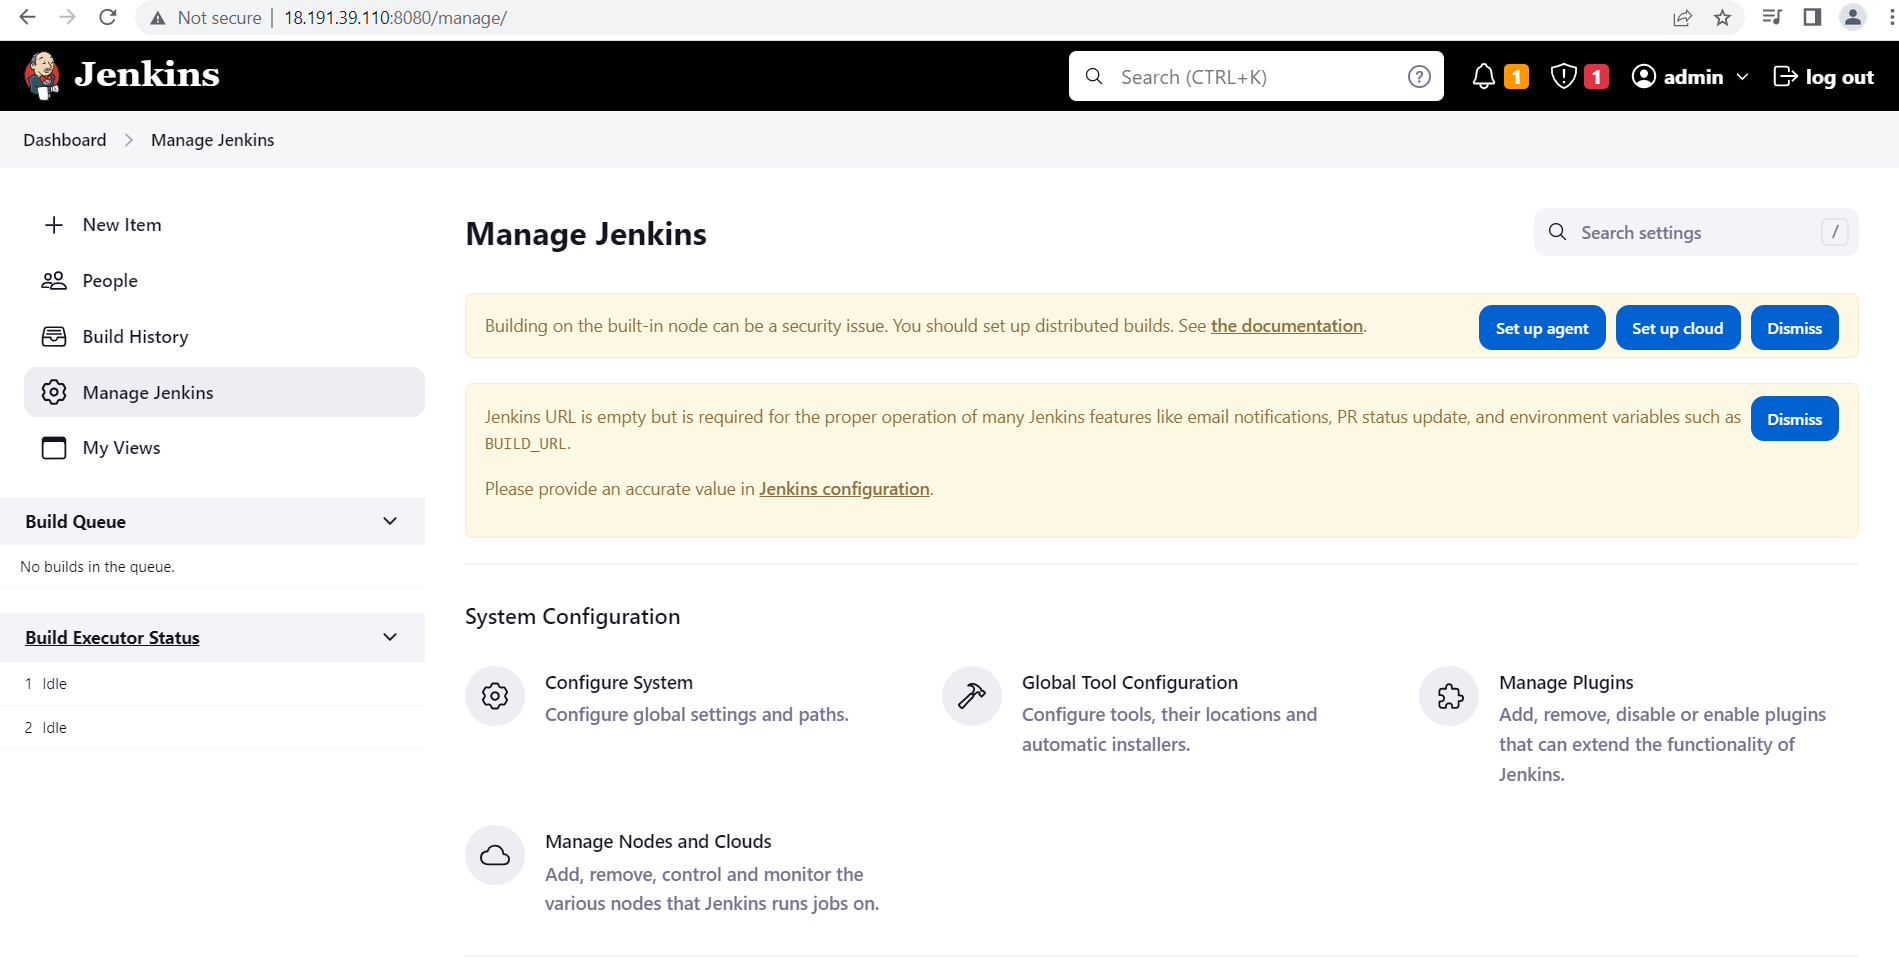 Not secure | 18.191.39.110:8080/manage/
Jenkins
Search (CTRL+K)
?
1
1
admin
log out
Dashboard
Manage Jenkins
New Item
People
Build History
Manage Jenkins
My Views
Build Queue
No builds in the queue.
Build Executor Status
1 Idle
2 Idle
Manage Jenkins
Search settings
/
Building on the built-in node can be a security issue. You should set up distributed builds. See the documentation.
Set up agent
Set up cloud
Dismiss
Jenkins URL is empty but is required for the proper operation of many Jenkins features like email notifications, PR status update, and environment variables such as
BUILD_URL.
Dismiss
Please provide an accurate value in Jenkins configuration.
System Configuration
Configure System
Configure global settings and paths.
Global Tool Configuration
Configure tools, their locations and
automatic installers.
Manage Plugins
Add, remove, disable or enable plugins
that can extend the functionality of
Jenkins.
Manage Nodes and Clouds
Add, remove, control and monitor the
various nodes that Jenkins runs jobs on.